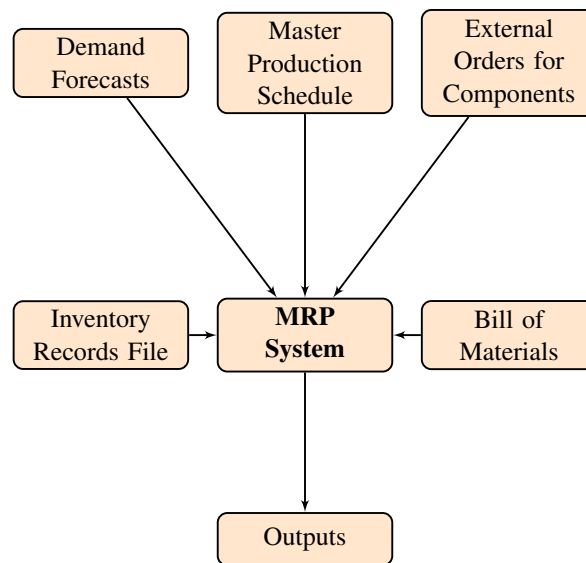 Demand
Forecasts
Master
Production
Schedule
External
Orders for
Components
Inventory
Records File
MRP
System
Bill of
Materials
Outputs